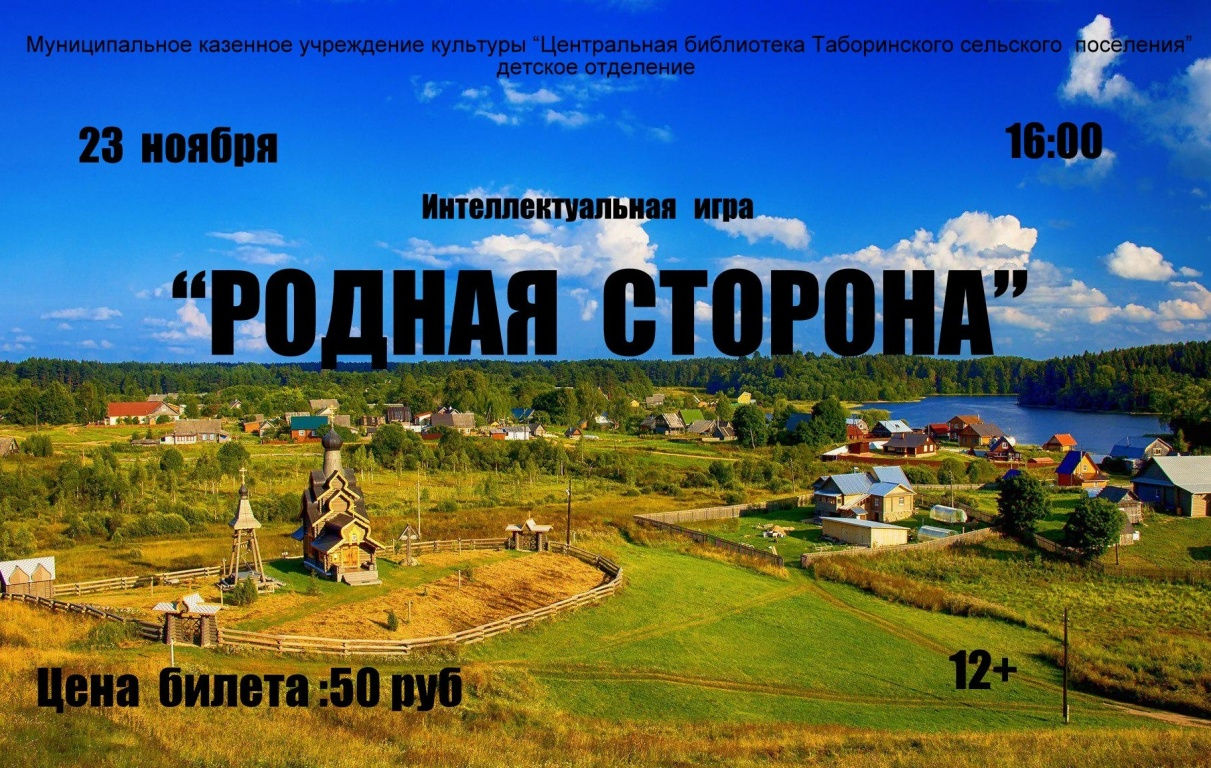 Муниципальное казенное учреждение культуры “Центральная библиотека Таборинского сельского поселения”
детское отделение
23 ноября
16:00
Интеллектуальная игра
“РОДНАЯ СТОРОНА”
Цена билета :50 руб
12+